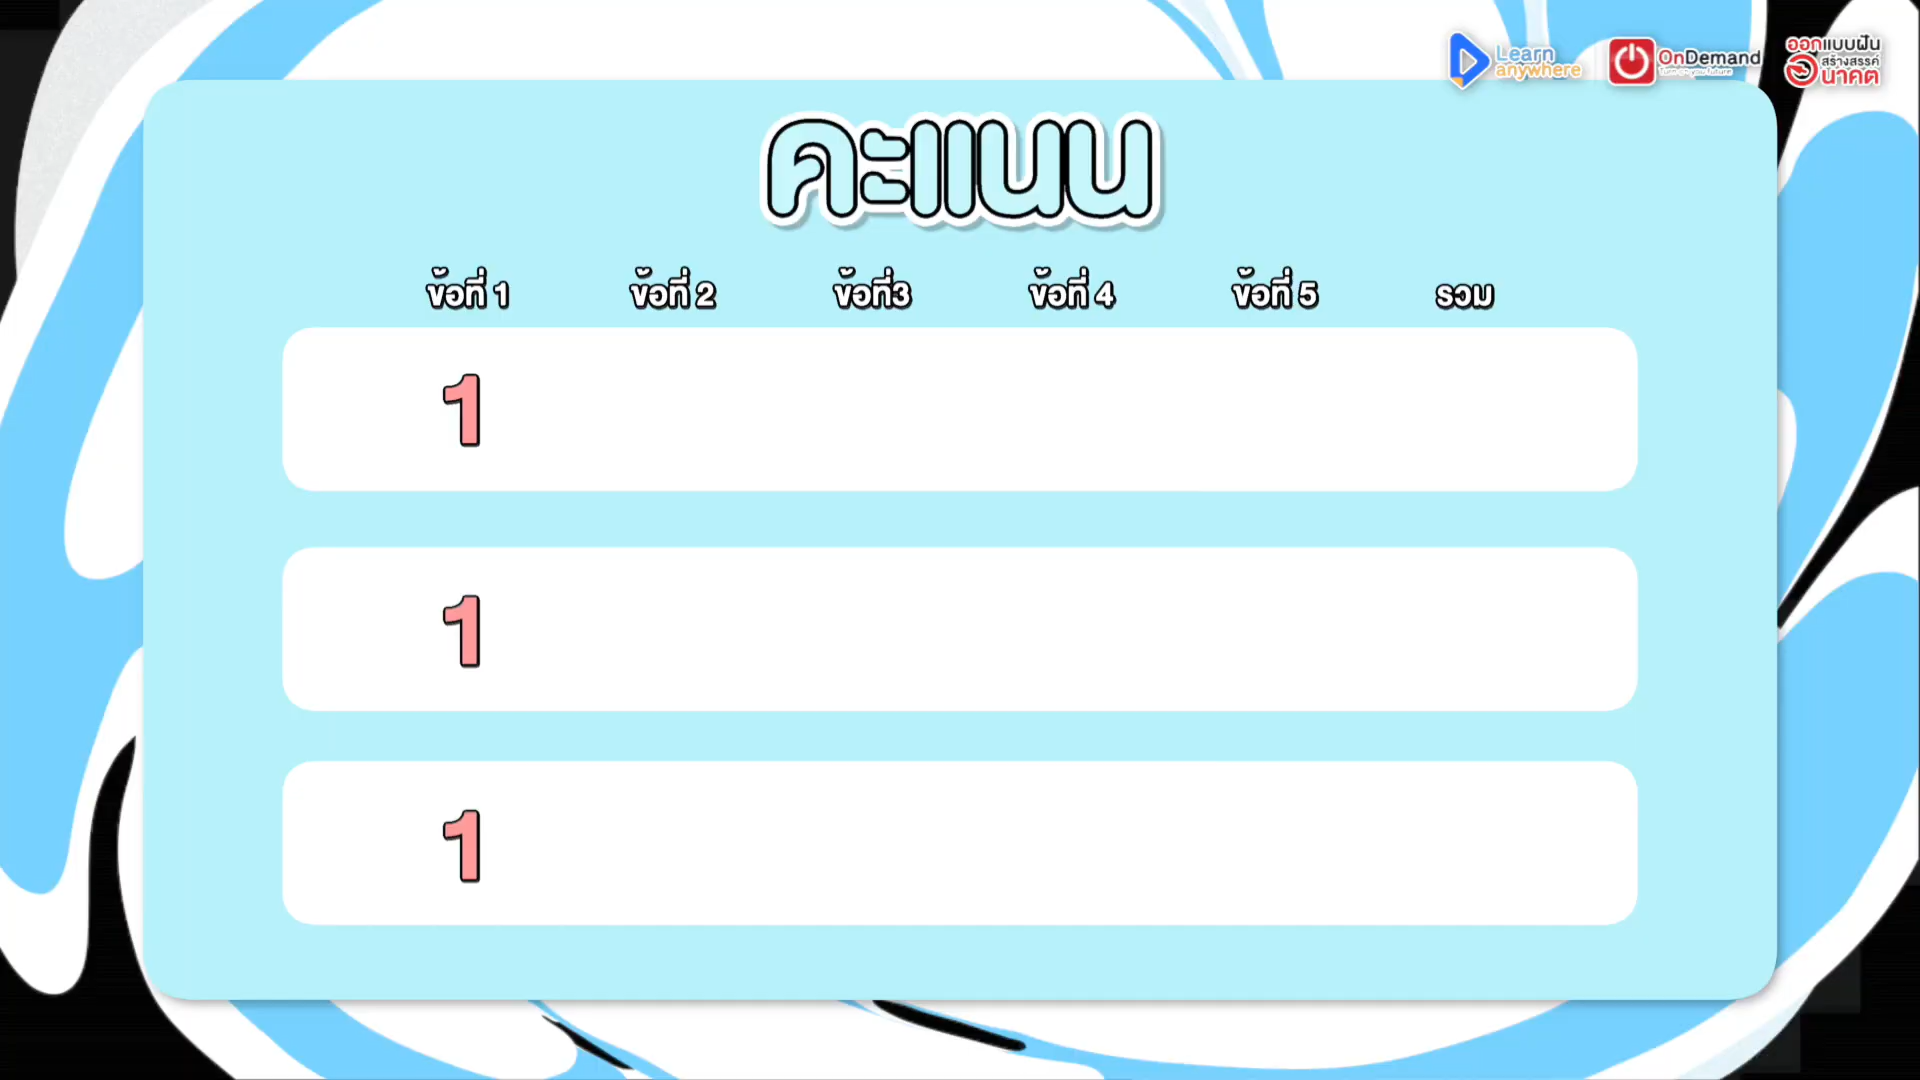 Learn
anywhere
OnDemand
ออกแบบฝัน
สร้างสรรค์
อนาคต
คะแนน
ข้อที่ 1 ข้อที่ 2 ข้อที่3 ข้อที่ 4 ข้อที่ 5 รวม
1
1
1